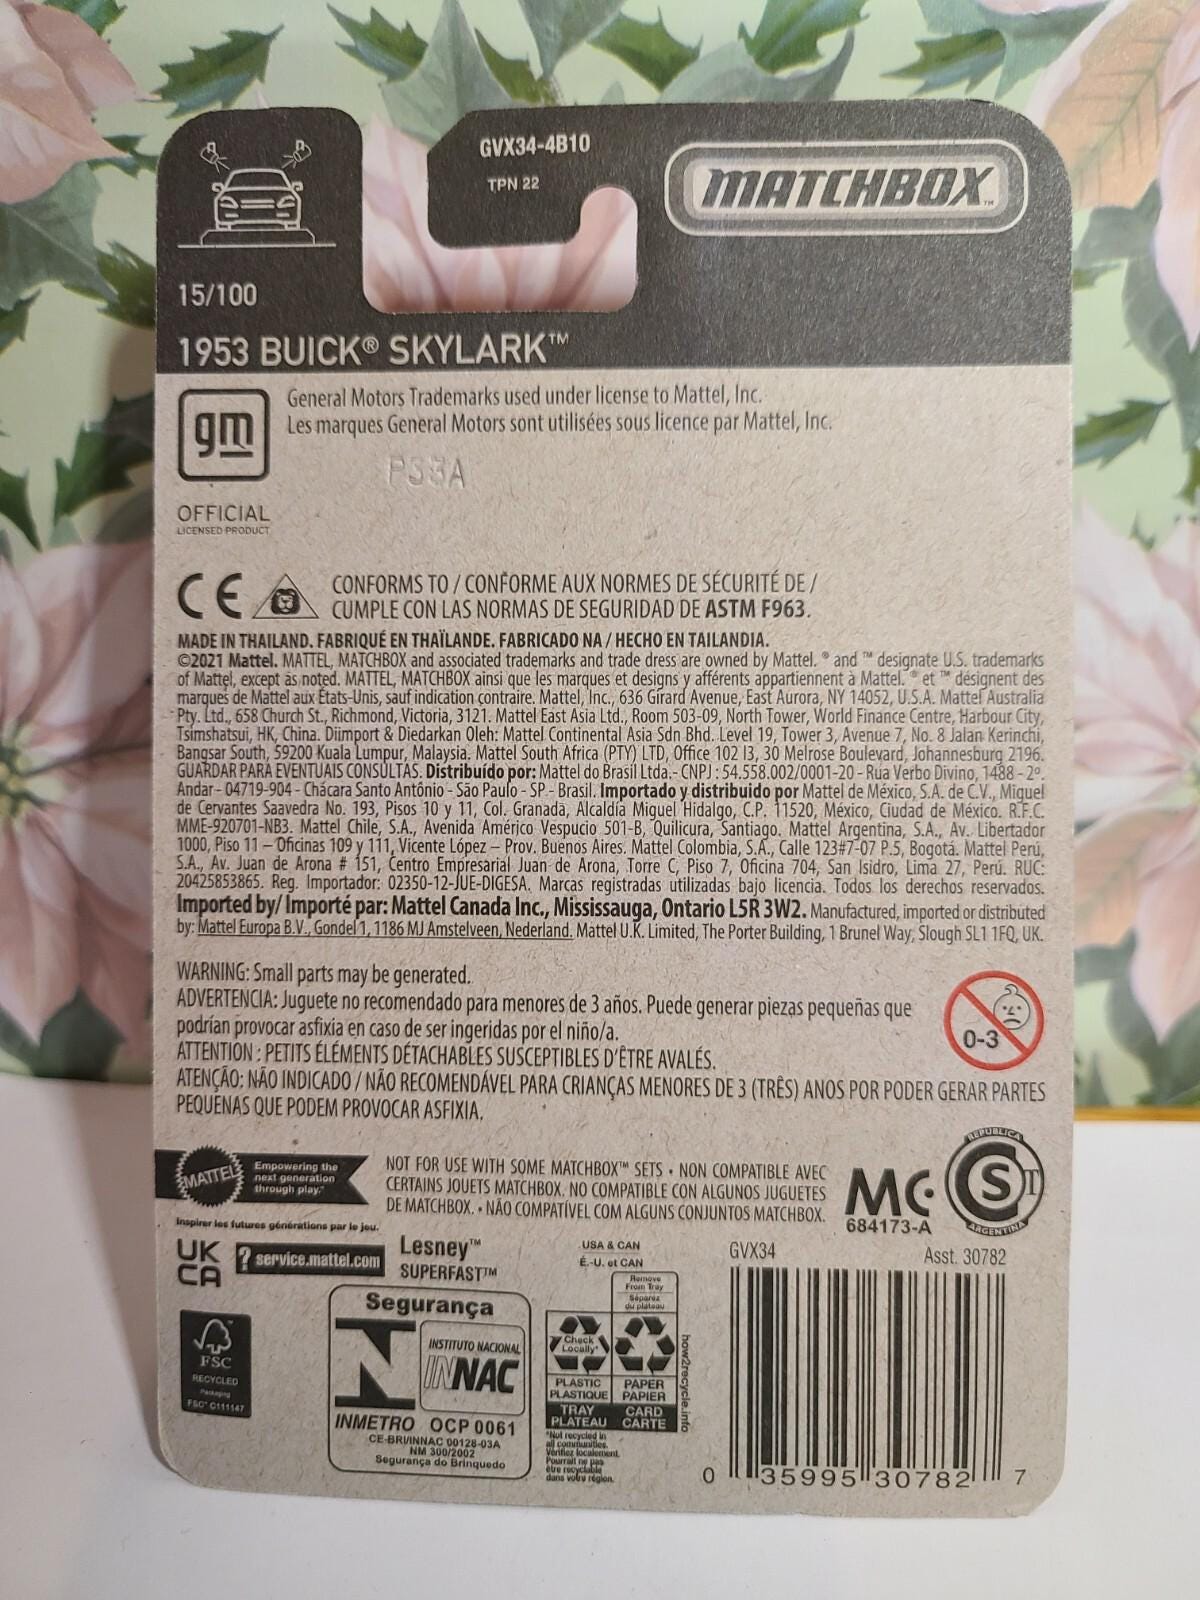 GVX34-4B10
TPN 22
MATCHBOX™
15/100
1953 BUICK® SKYLARK™
gm
General Motors Trademarks used under license to Mattel, Inc.
Les marques General Motors sont utilisées sous licence par Mattel, Inc.
P33A
OFFICIAL
LICENSED PRODUCT
CE
CONFORMS TO / CONFORME AUX NORMES DE SÉCURITÉ DE /
CUMPLE CON LAS NORMAS DE SEGURIDAD DE ASTM F963.
MADE IN THAILAND. FABRIQUÉ EN THAÏLANDE. FABRICADO NA / HECHO EN TAILANDIA.
©2021 Mattel. MATTEL, MATCHBOX and associated trademarks and trade dress are owned by Mattel. ® and ™ designate U.S. trademarks
of Mattel, except as noted. MATTEL, MATCHBOX ainsi que les marques et designs y afférents appartiennent à Mattel. ® et ™ désignent des
marques de Mattel aux États-Unis, sauf indication contraire. Mattel, Inc., 636 Girard Avenue, East Aurora, NY 14052, U.S.A. Mattel Australia
Pty. Ltd., 658 Church St., Richmond, Victoria, 3121. Mattel East Asia Ltd., Room 503-09, North Tower, World Finance Centre, Harbour City,
Tsimshatsui, HK, China. Diimport & Diedarkan Oleh: Mattel Continental Asia Sdn Bhd. Level 19, Tower 3, Avenue 7, No. 8 Jalan Kerinchi,
Bangsar South, 59200 Kuala Lumpur, Malaysia. Mattel South Africa (PTY) LTD, Office 102 I3, 30 Melrose Boulevard, Johannesburg 2196.
GUARDAR PARA EVENTUAIS CONSULTAS. Distribuído por: Mattel do Brasil Ltda.- CNPJ : 54.558.002/0001-20 - Rua Verbo Divino, 1488 - 2º.
Andar - 04719-904 - Chácara Santo Antônio - São Paulo - SP - Brasil. Importado y distribuido por Mattel de México, S.A. de C.V., Miguel
de Cervantes Saavedra No. 193, Pisos 10 y 11, Col. Granada, Alcaldía Miguel Hidalgo, C.P. 11520, México, Ciudad de México. R.F.C.
MME-920701-NB3. Mattel Chile, S.A., Avenida Américo Vespucio 501-B, Quilicura, Santiago. Mattel Argentina, S.A., Av. Libertador
1000, Piso 11 – Oficinas 109 y 111, Vicente López – Prov. Buenos Aires. Mattel Colombia, S.A., Calle 123#7-07 P.5, Bogotá. Mattel Perú,
S.A., Av. Juan de Arona # 151, Centro Empresarial Juan de Arona, Torre C, Piso 7, Oficina 704, San Isidro, Lima 27, Perú. RUC:
20425853865. Reg. Importador: 02350-12-JUE-DIGESA. Marcas registradas utilizadas bajo licencia. Todos los derechos reservados.
Imported by/ Importé par: Mattel Canada Inc., Mississauga, Ontario L5R 3W2. Manufactured, imported or distributed
by: Mattel Europa B.V., Gondel 1, 1186 MJ Amstelveen, Nederland. Mattel U.K. Limited, The Porter Building, 1 Brunel Way, Slough SL1 1FQ, UK.
WARNING: Small parts may be generated.
ADVERTENCIA: Juguete no recomendado para menores de 3 años. Puede generar piezas pequeñas que
podrían provocar asfixia en caso de ser ingeridas por el niño/a.
ATTENTION : PETITS ÉLÉMENTS DÉTACHABLES SUSCEPTIBLES D'ÊTRE AVALÉS.
ATENÇÃO: NÃO INDICADO / NÃO RECOMENDÁVEL PARA CRIANÇAS MENORES DE 3 (TRÊS) ANOS POR PODER GERAR PARTES
PEQUENAS QUE PODEM PROVOCAR ASFIXIA.
0-3
MATTEL
Empowering the
next generation
through play.™
Inspirer les futures générations par le jeu.
NOT FOR USE WITH SOME MATCHBOX™ SETS • NON COMPATIBLE AVEC
CERTAINS JOUETS MATCHBOX. NO COMPATIBLE CON ALGUNOS JUGUETES
DE MATCHBOX. • NÃO COMPATÍVEL COM ALGUNS CONJUNTOS MATCHBOX.
MC
684173-A
REPUBLICA
CST
ARGENTINA
UK
CA
? service.mattel.com
Lesney™
SUPERFAST™
FSC
RECYCLED
Packaging
FSC® C111147
Segurança
INSTITUTO NACIONAL
INNAC
INMETRO OCP 0061
CE-BRI/INNAC 00128-03A
NM 300/2002
Segurança do Brinquedo
USA & CAN
É.-U. et CAN
Remove
From Tray
Séparez
du plateau
Check
Locally*
PLASTIC
PLASTIQUE
PAPER
PAPIER
TRAY
PLATEAU
CARD
CARTE
*Not recycled in
all communities.
Vérifiez localement.
Pourrait ne pas
être recyclable
dans votre région.
how2recycle.info
GVX34
Asst. 30782
0 35995 30782 7